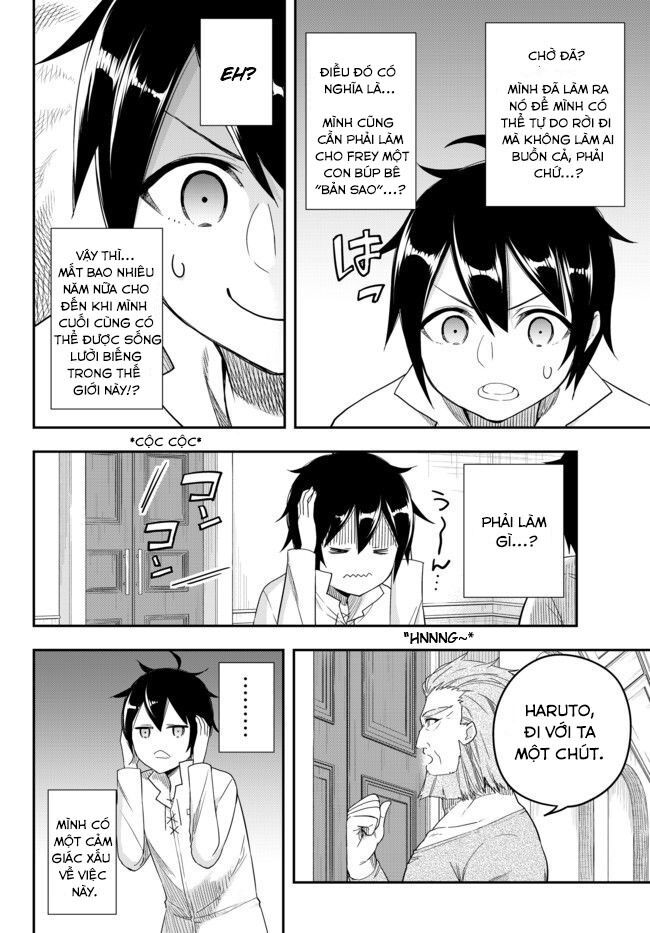 CHỜ ĐÃ?
MÌNH ĐÃ LÀM RA
NÓ ĐỂ MÌNH CÓ
THỂ TỰ DO RỜI ĐI
MÀ KHÔNG LÀM AI
BUỒN CẢ, PHẢI
CHỨ...?
ĐIỀU ĐÓ CÓ
NGHĨA LÀ...
MÌNH CŨNG
CẦN PHẢI LÀM
CHO FREY MỘT
CON BÚP BÊ
"BẢN SAO"...?
はっ
EH?
VẬY THÌ...
MẤT BAO NHIÊU
NĂM NỮA CHO
ĐẾN KHI MÌNH
CUỐI CÙNG CÓ
THỂ ĐƯỢC SỐNG
LƯỜI BIẾNG
TRONG THẾ
GIỚI NÀY!?
*CỘC CỘC*
PHẢI LÀM
GÌ...?
う~ん...
コン
コン
"HNNNG~*
HARUTO,
ĐI VỚI TA
MỘT CHÚT.
.........
MÌNH CÓ
MỘT CẢM
GIÁC XẤU
VỀ VIỆC
NÀY.